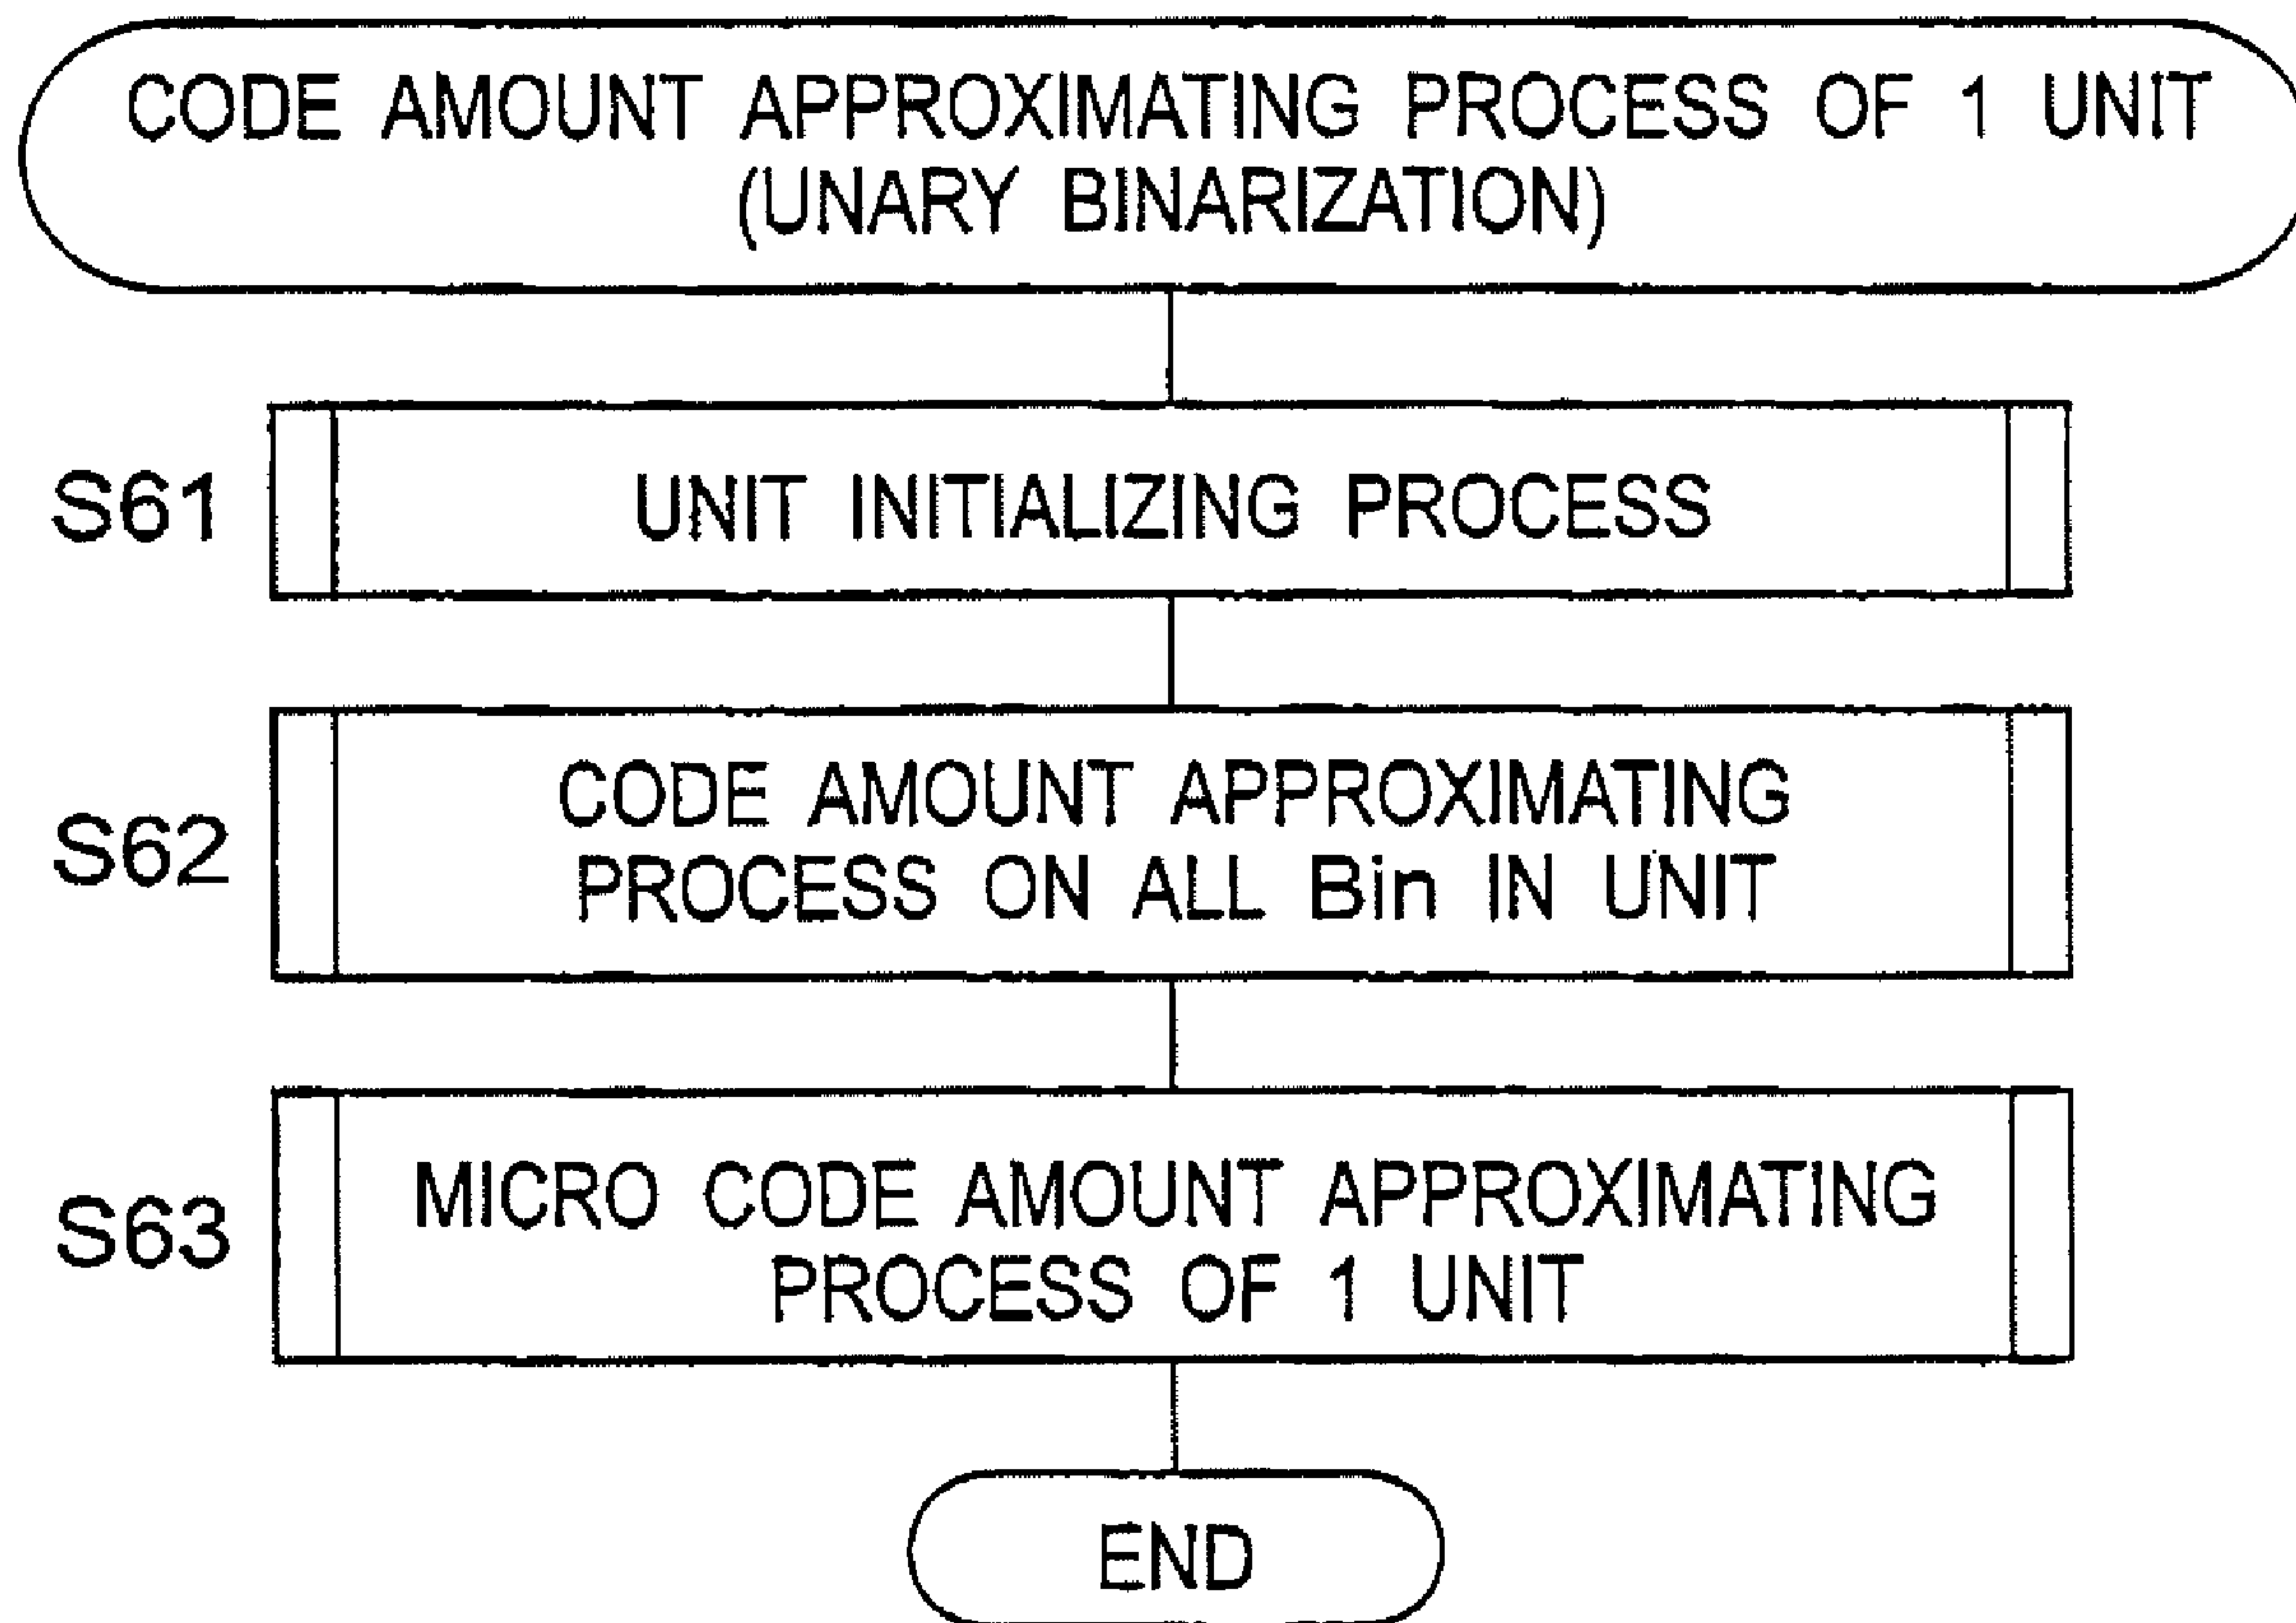 CODE AMOUNT APPROXIMATING PROCESS OF 1 UNIT
(UNARY BINARIZATION)
S61
UNIT INITIALIZING PROCESS
S62
CODE AMOUNT APPROXIMATING
PROCESS ON ALL Bin IN UNIT
S63
MICRO CODE AMOUNT APPROXIMATING
PROCESS OF 1 UNIT
END